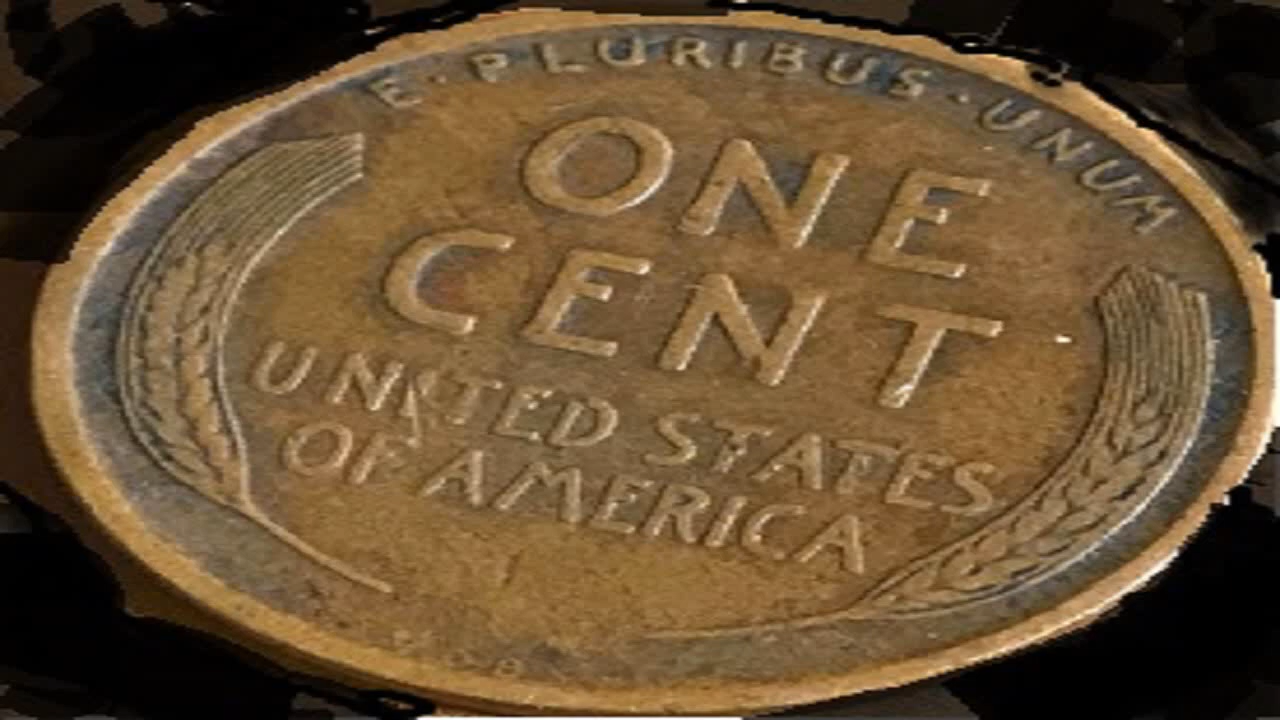 E · PLURIBUS · UNUM
ONE
CENT
UNITED STATES
OF AMERICA